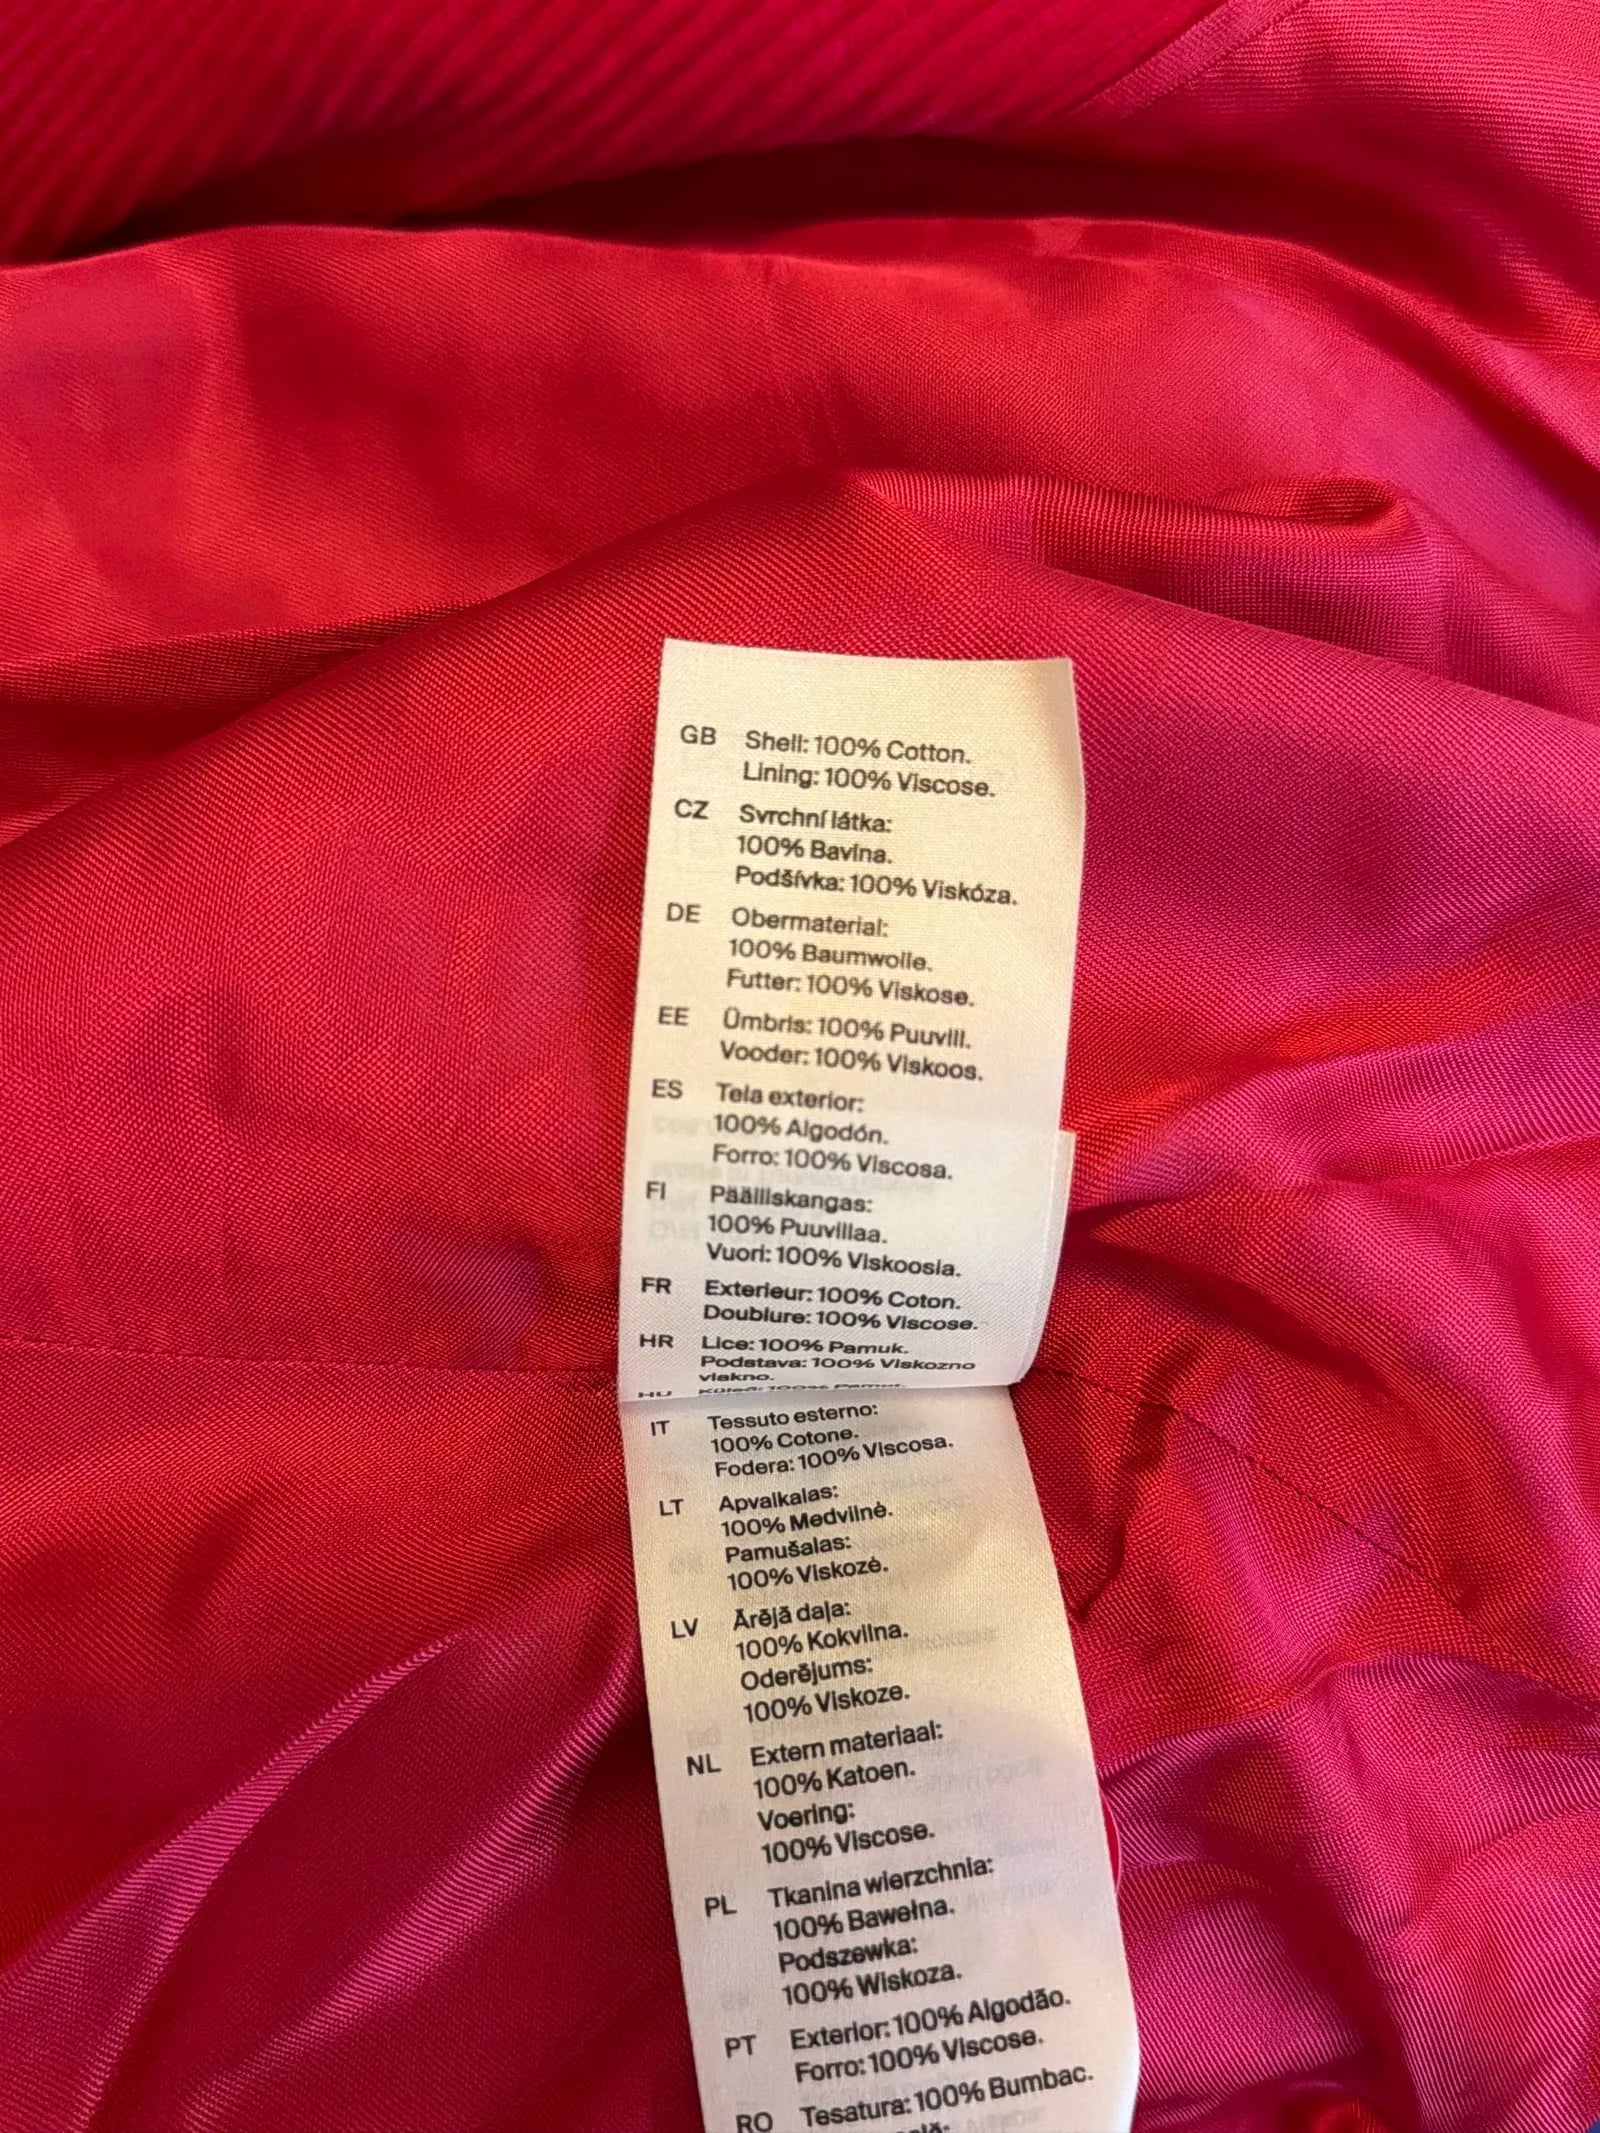 GB Shell: 100% Cotton.
Lining: 100% Viscose.
CZ Svrchní látka:
100% Bavlna.
Podšívka: 100% Viskóza.
DE Obermaterial:
100% Baumwolle.
Futter: 100% Viskose.
EE Ümbris: 100% Puuvill.
Vooder: 100% Viskoos.
ES Tela exterior:
100% Algodón.
Forro: 100% Viscosa.
FI Päälliskangas:
100% Puuvillaa.
Vuori: 100% Viskoosia.
FR Exterieur: 100% Coton.
Doublure: 100% Viscose.
HR Lice: 100% Pamuk.
Podstava: 100% Viskozno
vlakno.
HU Külső: 100% Pamut.
IT Tessuto esterno:
100% Cotone.
Fodera: 100% Viscosa.
LT Apvalkalas:
100% Medvilnė.
Pamušalas:
100% Viskozė.
LV Ārējā daļa:
100% Kokvilna.
Oderējums:
100% Viskoze.
NL Extern materiaal:
100% Katoen.
Voering:
100% Viscose.
PL Tkanina wierzchnia:
100% Bawełna.
Podszewka:
100% Wiskoza.
PT Exterior: 100% Algodão.
Forro: 100% Viscose.
RO Tesatura: 100% Bumbac.